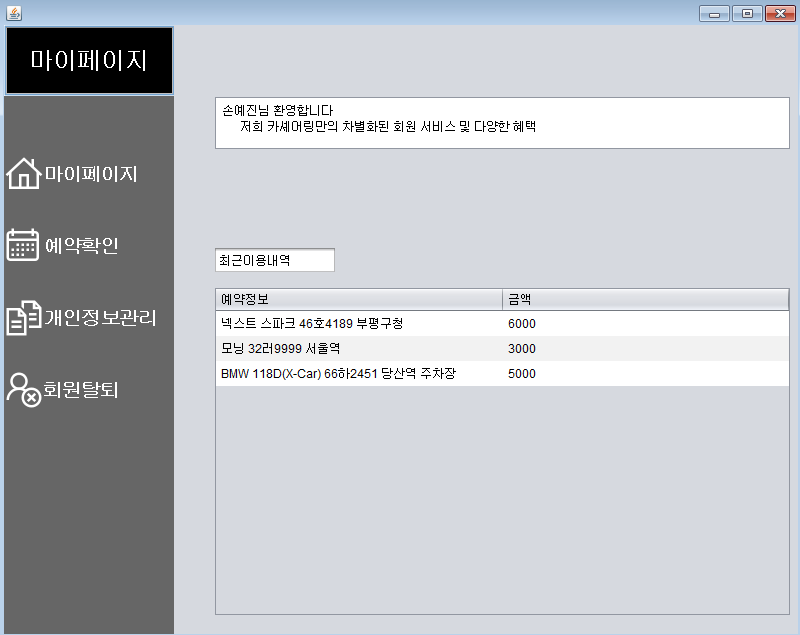 마이페이지
손예진님 환영합니다
저희 카셰어링만의 차별화된 회원 서비스 및 다양한 혜택
마이페이지
예약확인
개인정보관리
회원탈퇴
최근이용내역
예약정보 금액
넥스트 스파크 46호4189 부평구청 6000
모닝 32러9999 서울역 3000
BMW 118D(X-Car) 66하2451 당산역 주차장 5000